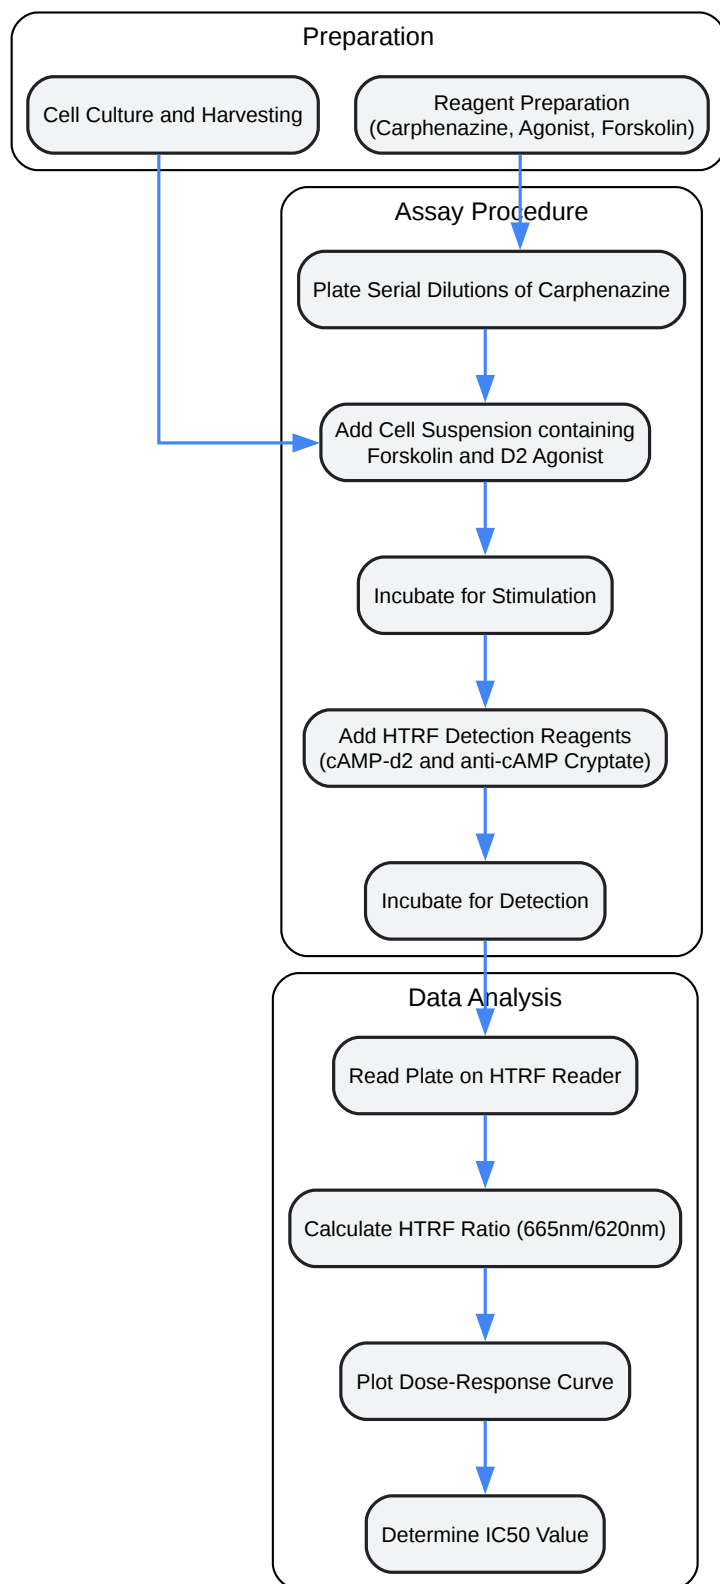 Preparation
Cell Culture and Harvesting
Reagent Preparation
(Carphenazine, Agonist, Forskolin)
Assay Procedure
Plate Serial Dilutions of Carphenazine
Add Cell Suspension containing
Forskolin and D2 Agonist
Incubate for Stimulation
Add HTRF Detection Reagents
(cAMP-d2 and anti-cAMP Cryptate)
Incubate for Detection
Data Analysis
Read Plate on HTRF Reader
Calculate HTRF Ratio (665nm/620nm)
Plot Dose-Response Curve
Determine IC50 Value